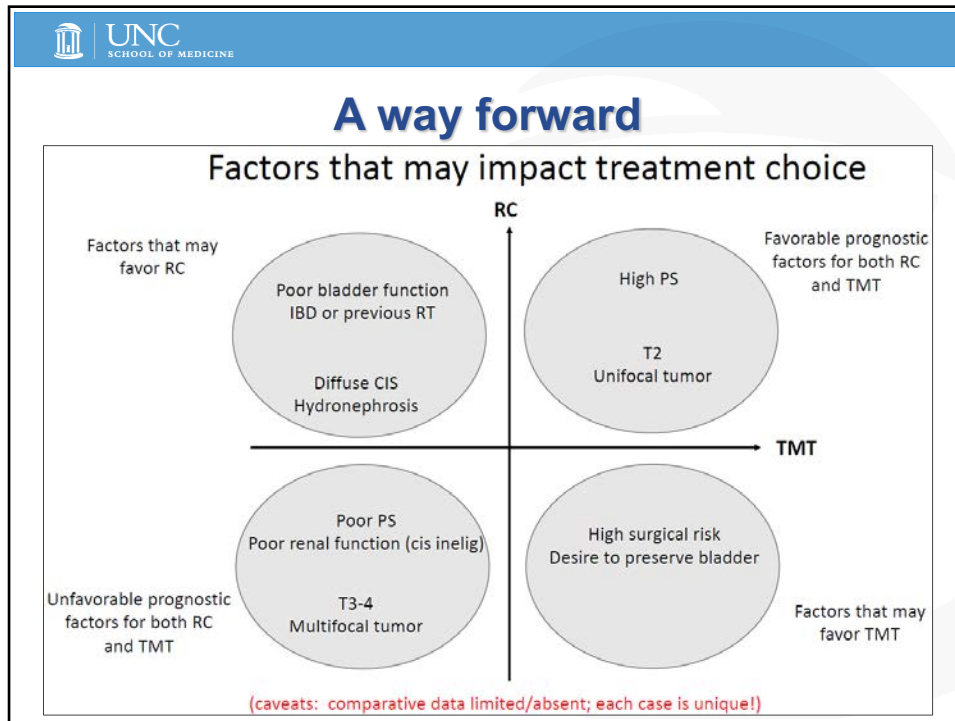 UNC
SCHOOL OF MEDICINE
A way forward
Factors that may impact treatment choice
RC
Factors that may
favor RC
Poor bladder function
IBD or previous RT
Diffuse CIS
Hydronephrosis
High PS
T2
Unifocal tumor
Favorable prognostic
factors for both RC
and TMT
TMT
Unfavorable prognostic
factors for both RC
and TMT
Poor PS
Poor renal function (cis inelig)
T3-4
Multifocal tumor
High surgical risk
Desire to preserve bladder
Factors that may
favor TMT
(caveats: comparative data limited/absent; each case is unique!)